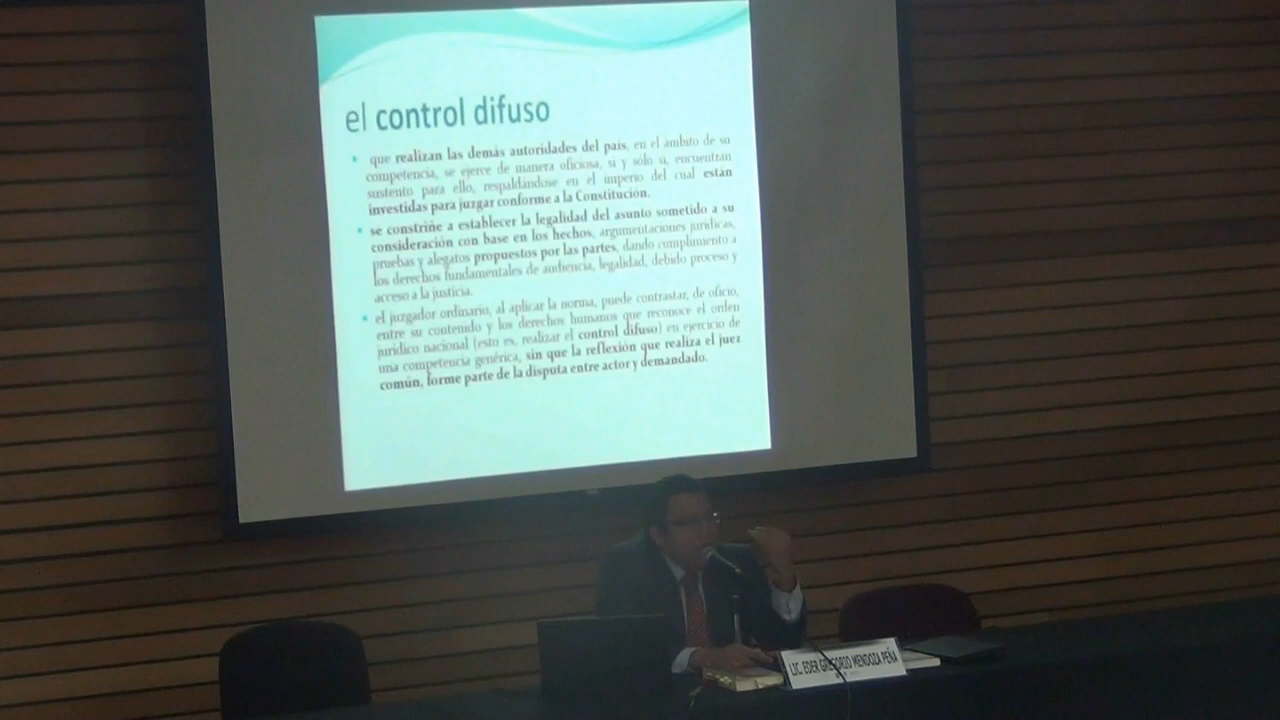 el control difuso
• que realizan las demás autoridades del país, en el ambito de su
competencia, se ejerce de manera oficiosa, si y solo si, encuentran
sustento para ello, respaldándose en el imperio del cual están
investidas para juzgar conforme a la Constitución.
• se constriñe a establecer la legalidad del asunto sometido a su
consideración con base en los hechos, argumentaciones jurídicas,
pruebas y alegatos propuestos por las partes, dando cumplimiento a
los derechos fundamentales de audiencia, legalidad, debido proceso y
acceso a la justicia.
• el juzgador ordinario, al aplicar la norma, puede contrastar, de oficio,
entre su contenido y los derechos humanos que reconoce el orden
jurídico nacional (esto es, realizar el control difuso) en ejercicio de
una competencia genérica, sin que la reflexión que realiza el juez
común, forme parte de la disputa entre actor y demandado.
LIC. EDER GREGORIO MENDOZA PEÑA